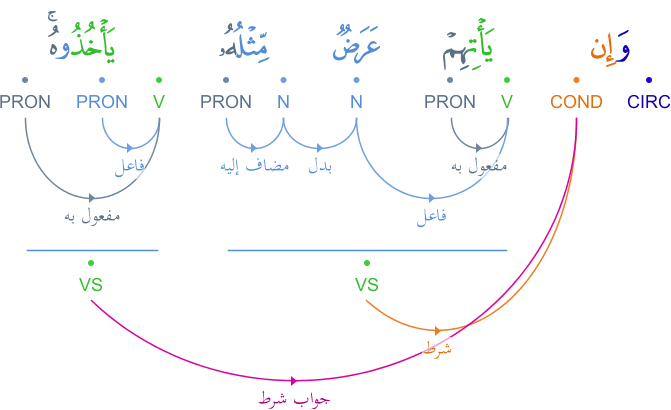 وَإِن يَأْتِهِمْ عَرَضٌ مِّثْلُهُۥ يَأْخُذُوهُ ۚ
PRON PRON V PRON N N PRON V COND CIRC
فاعل مضاف إليه بدل مفعول به
مفعول به فاعل
VS VS
شرط
جواب شرط